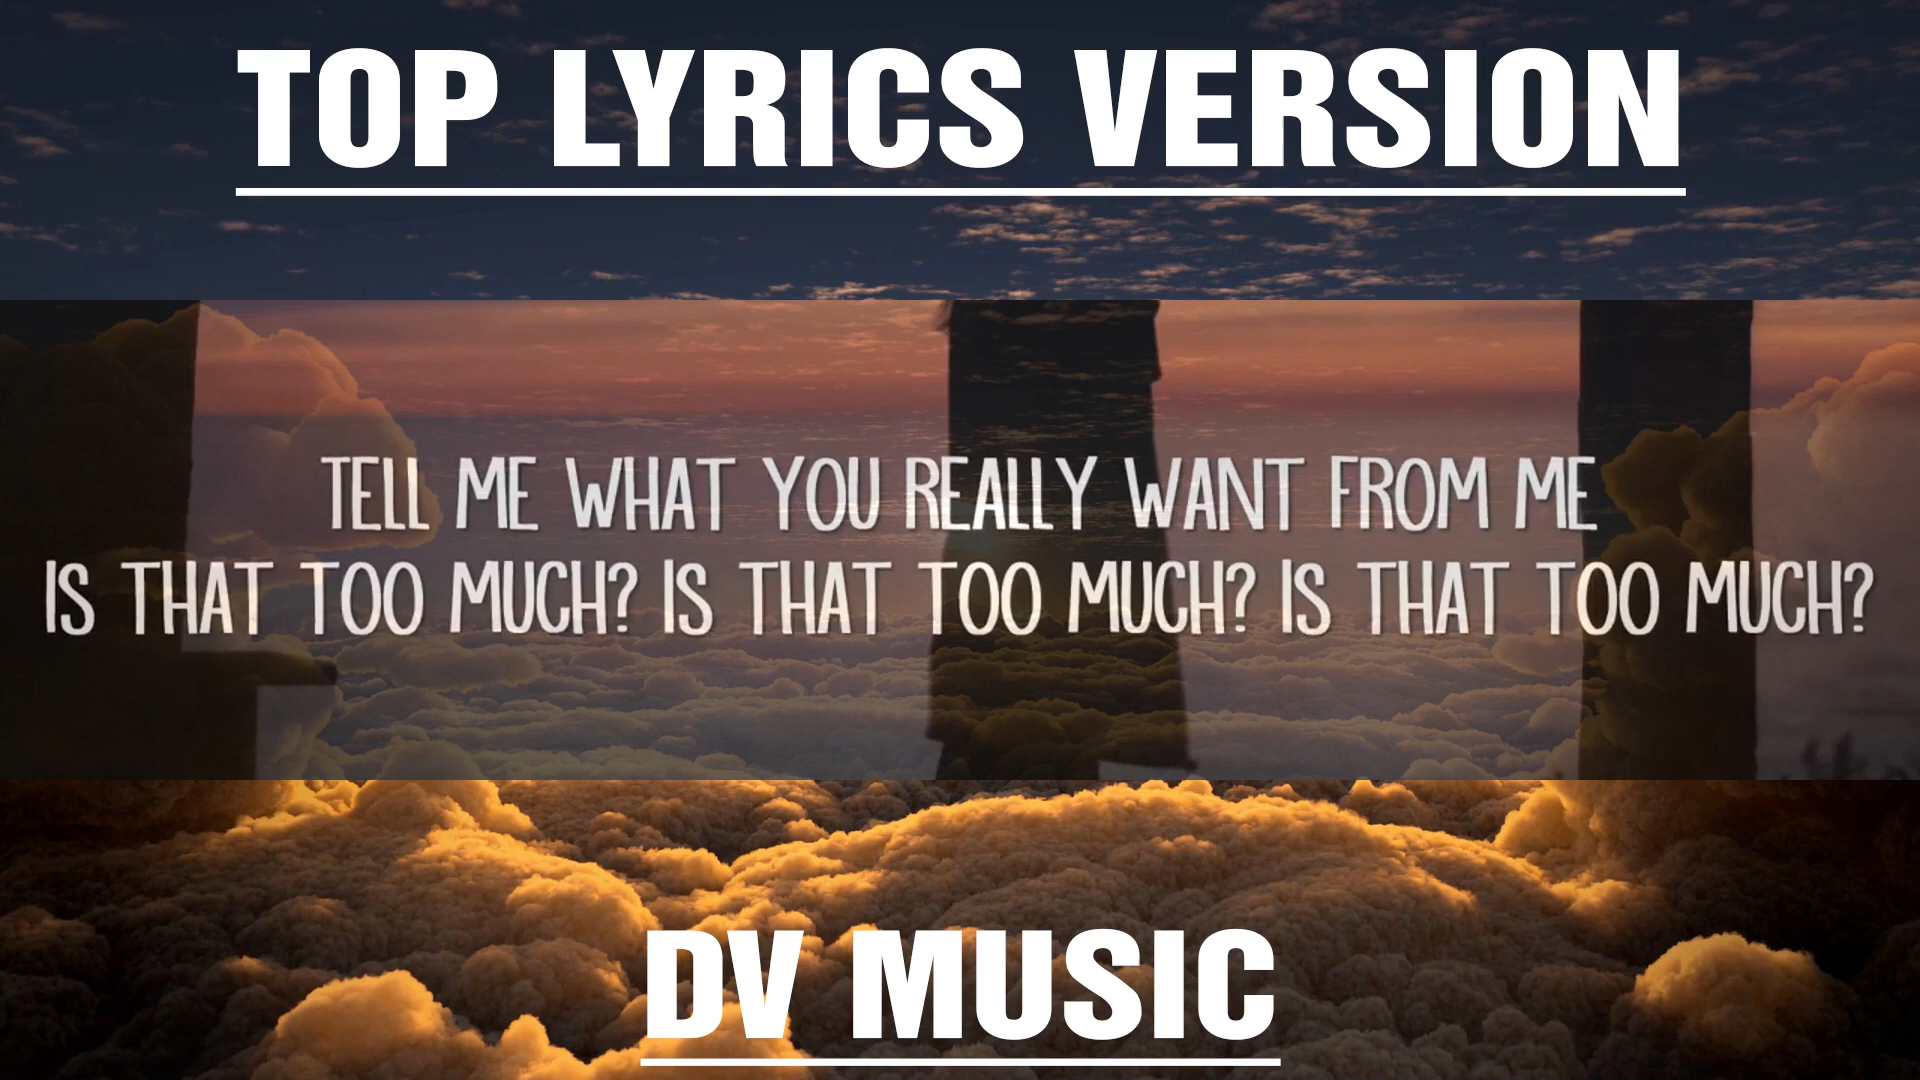 TOP LYRICS VERSION
TELL ME WHAT YOU REALLY WANT FROM ME
IS THAT TOO MUCH? IS THAT TOO MUCH? IS THAT TOO MUCH?
DV MUSIC